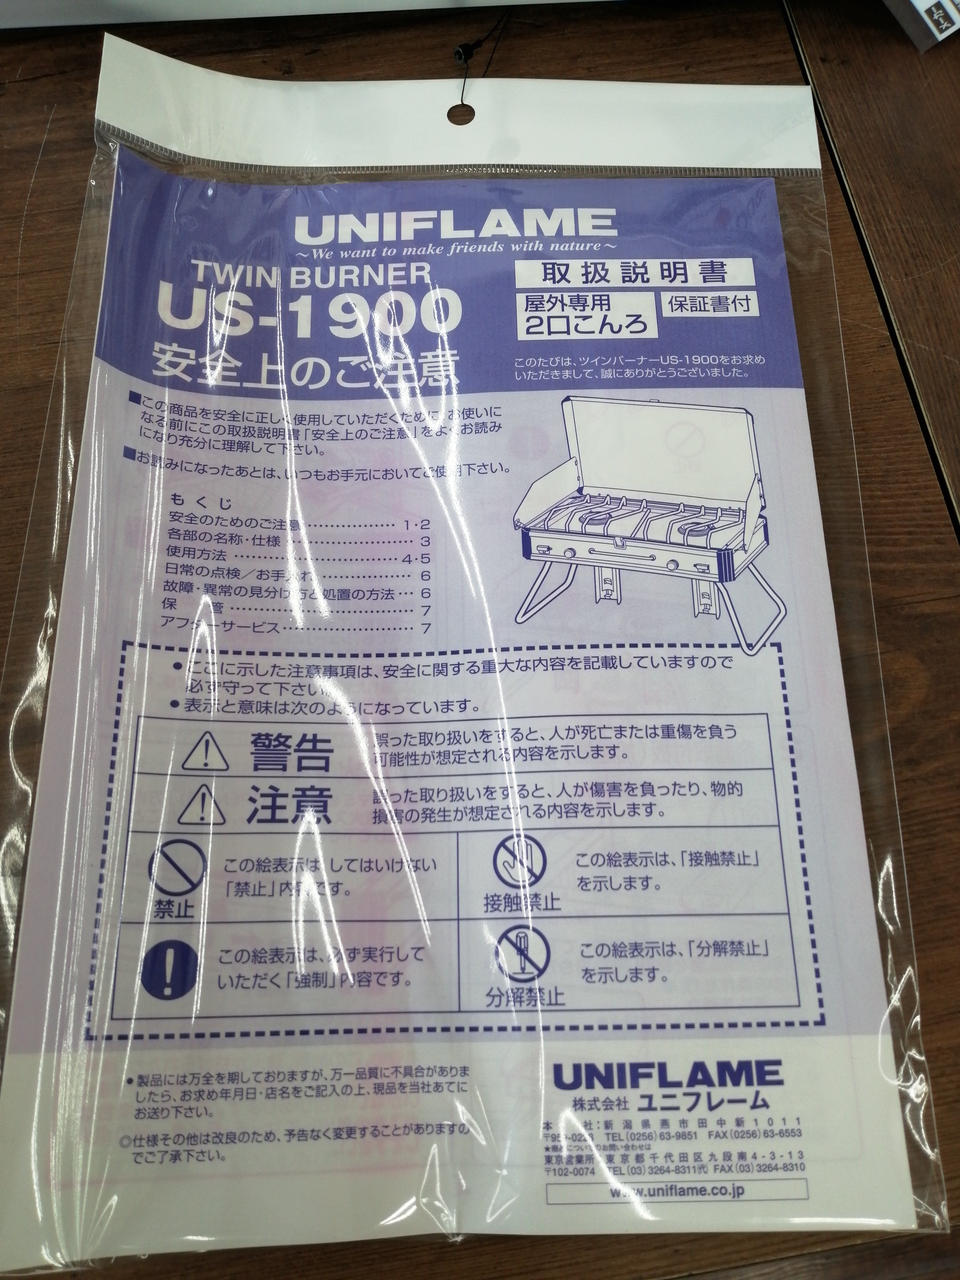 UNIFLAME
~We want to make friends with nature~
TWIN BURNER
US-1900
安全上のご注意
取扱説明書
屋外専用
2口こんろ
保証書付
このたびは、ツインバーナーUS-1900をお求め
いただきまして、誠にありがとうございました。
■この商品を安全に正しく使用していただくために、お使いに
なる前にこの取扱説明書「安全上のご注意」をよくお読み
になり充分に理解して下さい。
■お読みになったあとは、いつもお手元においてご使用下さい。
もくじ
安全のためのご注意 ……………… 1・2
各部の名称・仕様 ……………… 3
使用方法 ……………… 4・5
日常の点検／お手入れ ……………… 6
故障・異常の見分け方と処置の方法 … 6
保 管 ……………… 7
アフターサービス ……………… 7
●ここに示した注意事項は、安全に関する重大な内容を記載していますので
必ず守って下さい。
●表示と意味は次のようになっています。
警告
誤った取り扱いをすると、人が死亡または重傷を負う
可能性が想定される内容を示します。
注意
誤った取り扱いをすると、人が傷害を負ったり、物的
損害の発生が想定される内容を示します。
禁止
この絵表示は、してはいけない
「禁止」内容です。
接触禁止
この絵表示は、「接触禁止」
を示します。
この絵表示は、必ず実行して
いただく「強制」内容です。
分解禁止
この絵表示は、「分解禁止」
を示します。
●製品には万全を期しておりますが、万一品質に不具合がありま
したら、お求め年月日・店名をご記入の上、現品を当社あてに
お送り下さい。
◎仕様その他は改良のため、予告なく変更することがありますの
でご了承下さい。
UNIFLAME
株式会社 ユニフレーム
本 社：新潟県燕市田中新1011
〒959-0223 TEL(0256)63-9851 FAX(0256)63-6553
★商品についてのお問い合わせは
東京営業所：東京都千代田区九段南4-3-13
〒102-0074 TEL(03)3264-8311㈹ FAX(03)3264-8310
www.uniflame.co.jp